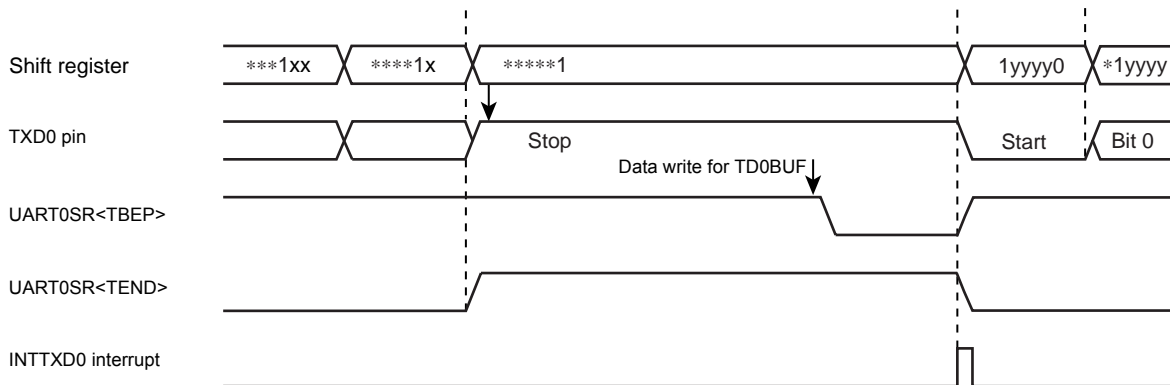 Shift register ***1xx ****1x *****1 1yyyy0 *1yyyy
TXD0 pin Stop Start Bit 0
Data write for TD0BUF
UART0SR<TBEP>
UART0SR<TEND>
INTTXD0 interrupt